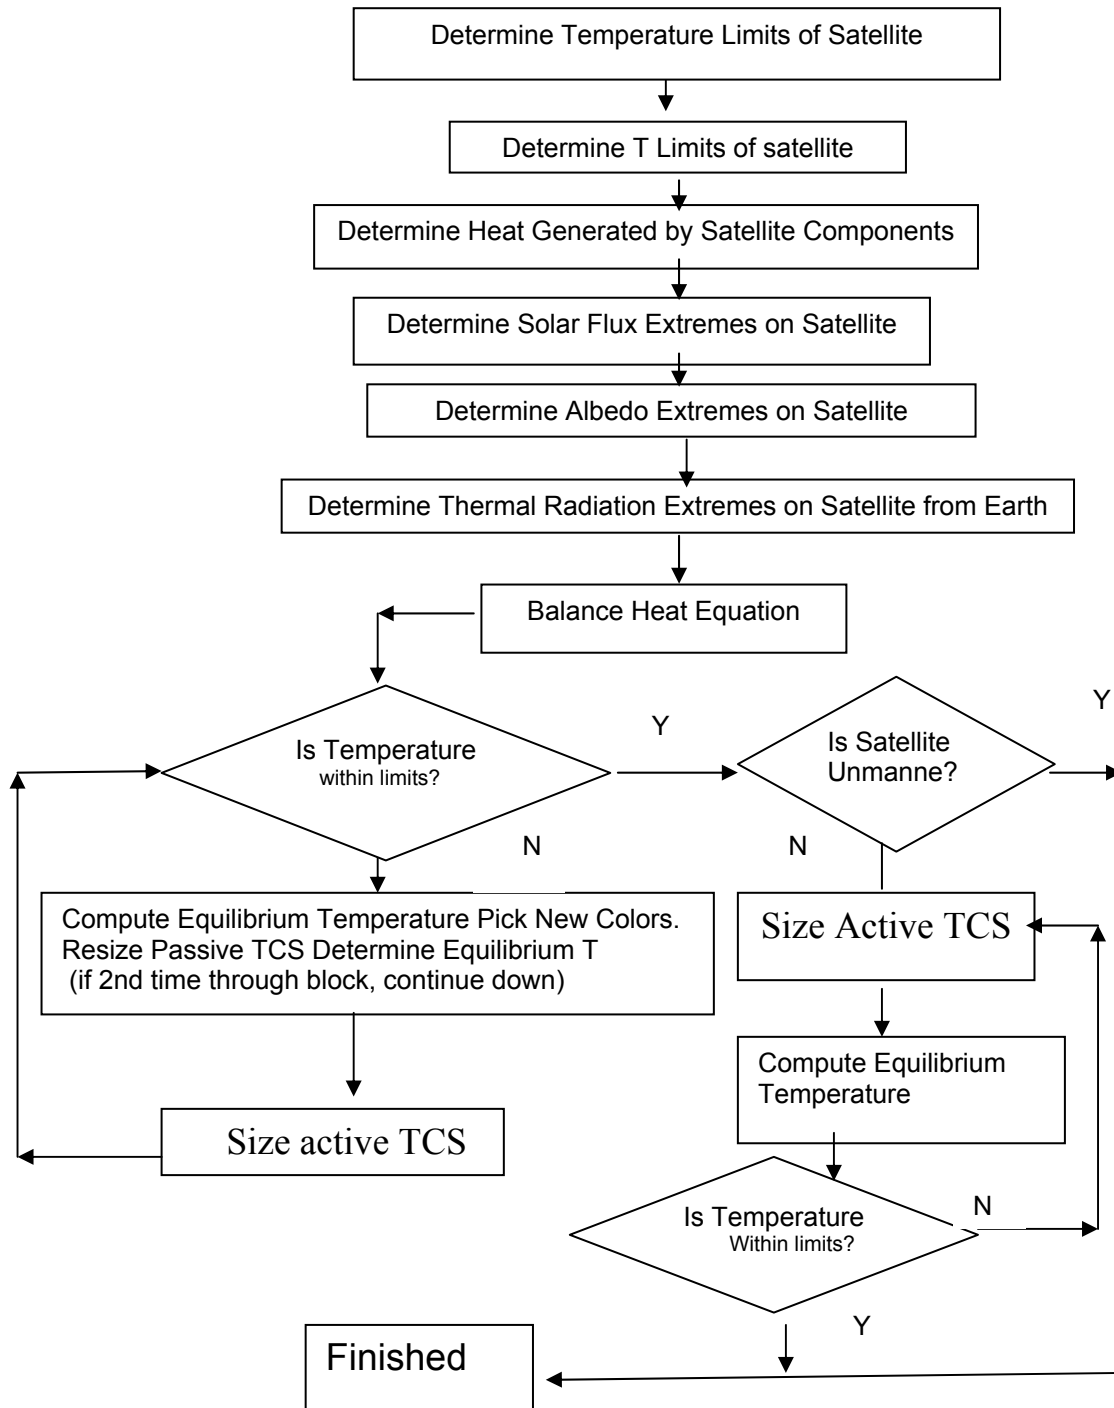 Determine Temperature Limits of Satellite
Determine T Limits of satellite
Determine Heat Generated by Satellite Components
Determine Solar Flux Extremes on Satellite
Determine Albedo Extremes on Satellite
Determine Thermal Radiation Extremes on Satellite from Earth
Balance Heat Equation
Is Temperature
within limits?
Y
Is Satellite
Unmanne?
Y
N
N
Compute Equilibrium Temperature Pick New Colors.
Resize Passive TCS Determine Equilibrium T
(if 2nd time through block, continue down)
Size Active TCS
Compute Equilibrium
Temperature
Size active TCS
Is Temperature
Within limits?
N
Y
Finished